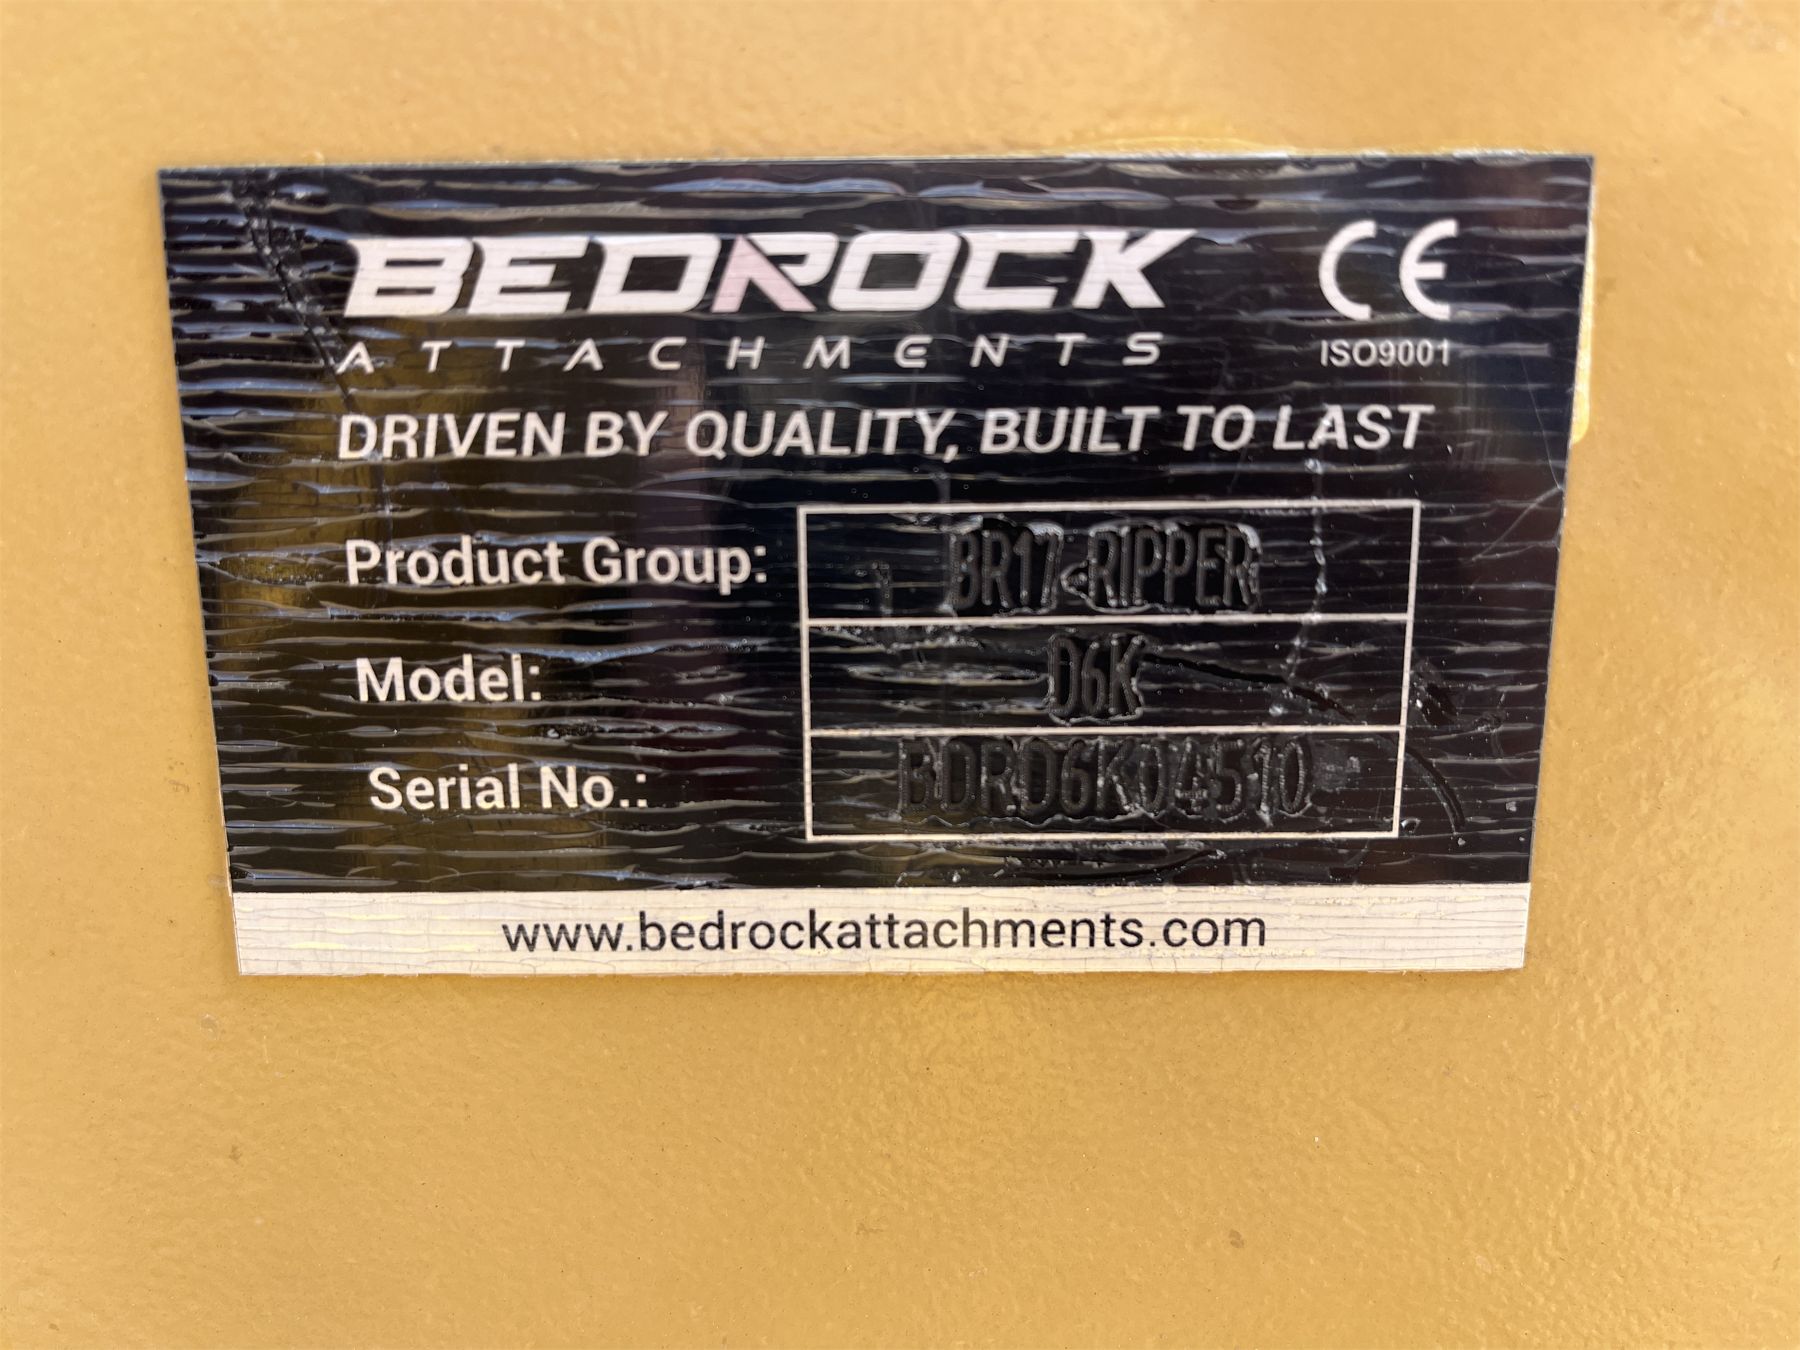 BEDROCK
ATTACHMENTS
CE
ISO9001
DRIVEN BY QUALITY, BUILT TO LAST
Product Group: BR17-RIPPER
Model: D6K
Serial No.: BDRD6K04510
www.bedrockattachments.com